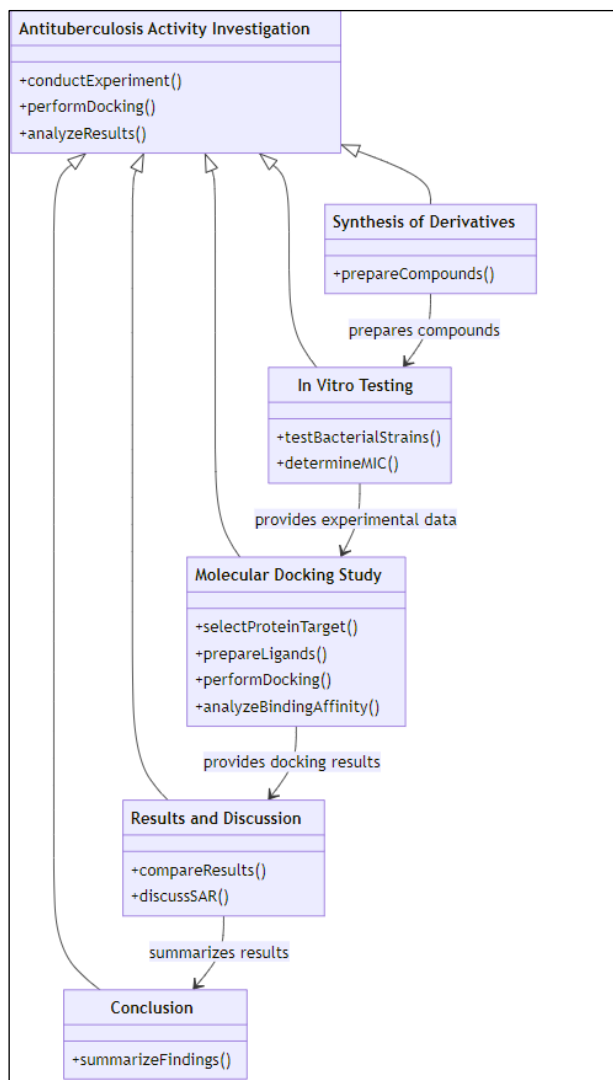 Antituberculosis Activity Investigation
+conductExperiment()
+performDocking()
+analyzeResults()
Synthesis of Derivatives
+prepareCompounds()
prepares compounds
In Vitro Testing
+testBacterialStrains()
+determineMIC()
provides experimental data
Molecular Docking Study
+selectProteinTarget()
+prepareLigands()
+performDocking()
+analyzeBindingAffinity()
provides docking results
Results and Discussion
+compareResults()
+discussSAR()
summarizes results
Conclusion
+summarizeFindings()